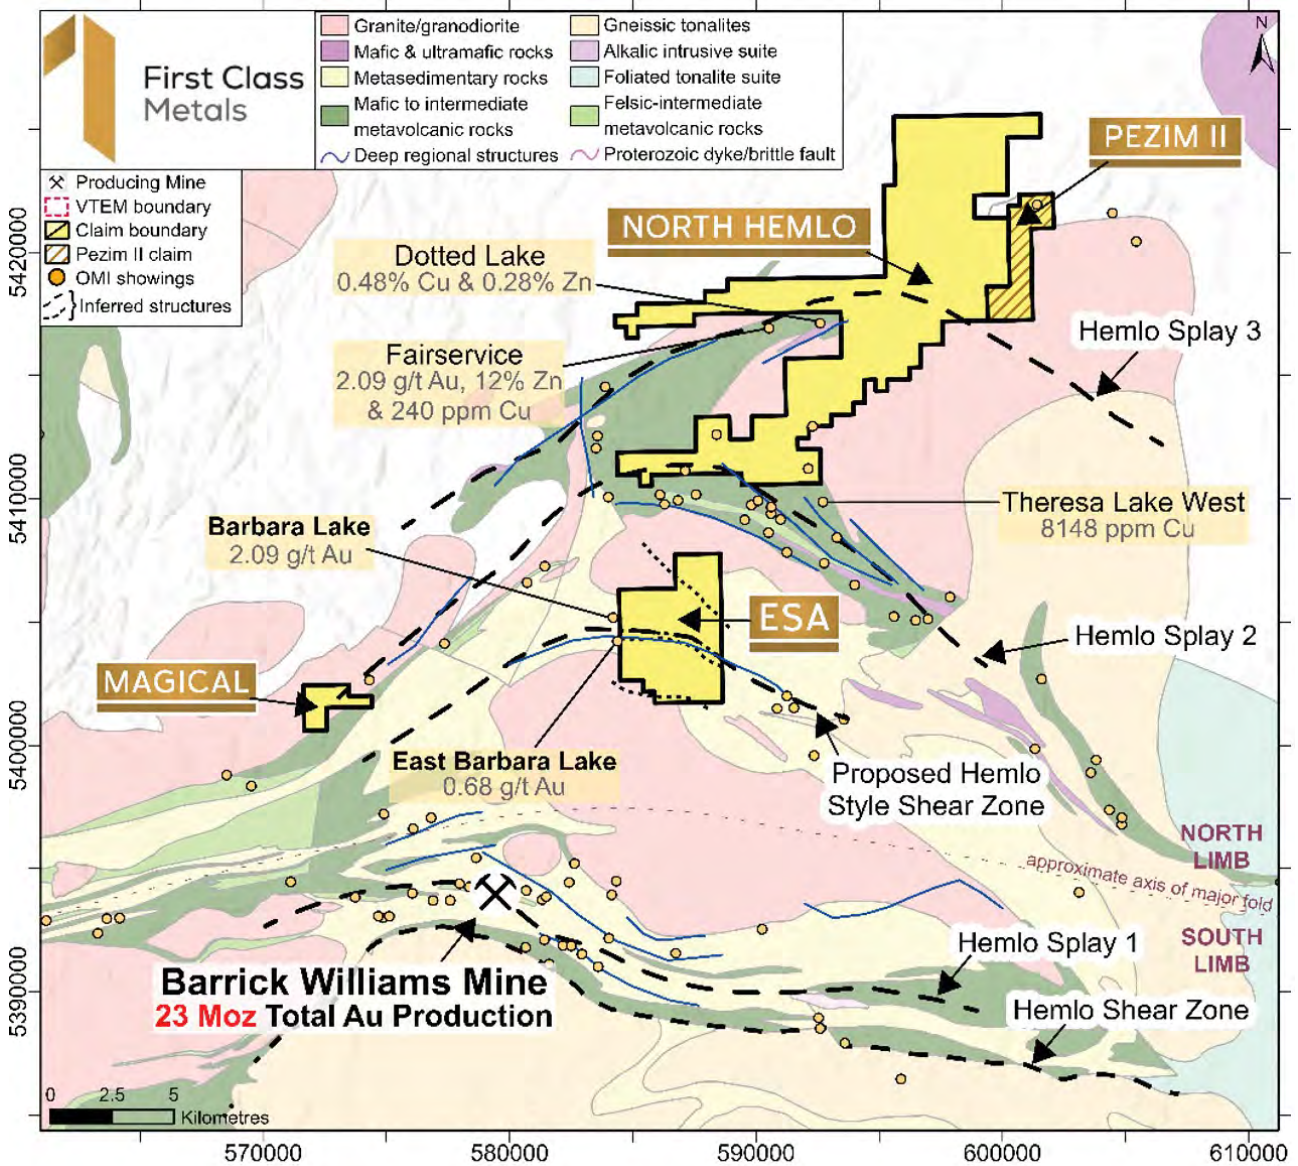 First Class
Metals
Granite/granodiorite
Mafic & ultramafic rocks
Metasedimentary rocks
Mafic to intermediate
metavolcanic rocks
Deep regional structures
Gneissic tonalites
Alkalic intrusive suite
Foliated tonalite suite
Felsic-intermediate
metavolcanic rocks
Proterozoic dyke/brittle fault
N
Producing Mine
VTEM boundary
Claim boundary
Pezim II claim
OMI showings
Inferred structures
PEZIM II
NORTH HEMLO
Dotted Lake
0.48% Cu & 0.28% Zn
Hemlo Splay 3
Fairservice
2.09 g/t Au, 12% Zn
& 240 ppm Cu
Theresa Lake West
8148 ppm Cu
Barbara Lake
2.09 g/t Au
ESA
Hemlo Splay 2
MAGICAL
East Barbara Lake
0.68 g/t Au
Proposed Hemlo
Style Shear Zone
NORTH
LIMB
approximate axis of major fold
SOUTH
LIMB
Hemlo Splay 1
Barrick Williams Mine
23 Moz Total Au Production
Hemlo Shear Zone
0 2.5 5
Kilometres
5420000
5410000
5400000
5390000
570000 580000 590000 600000 610000